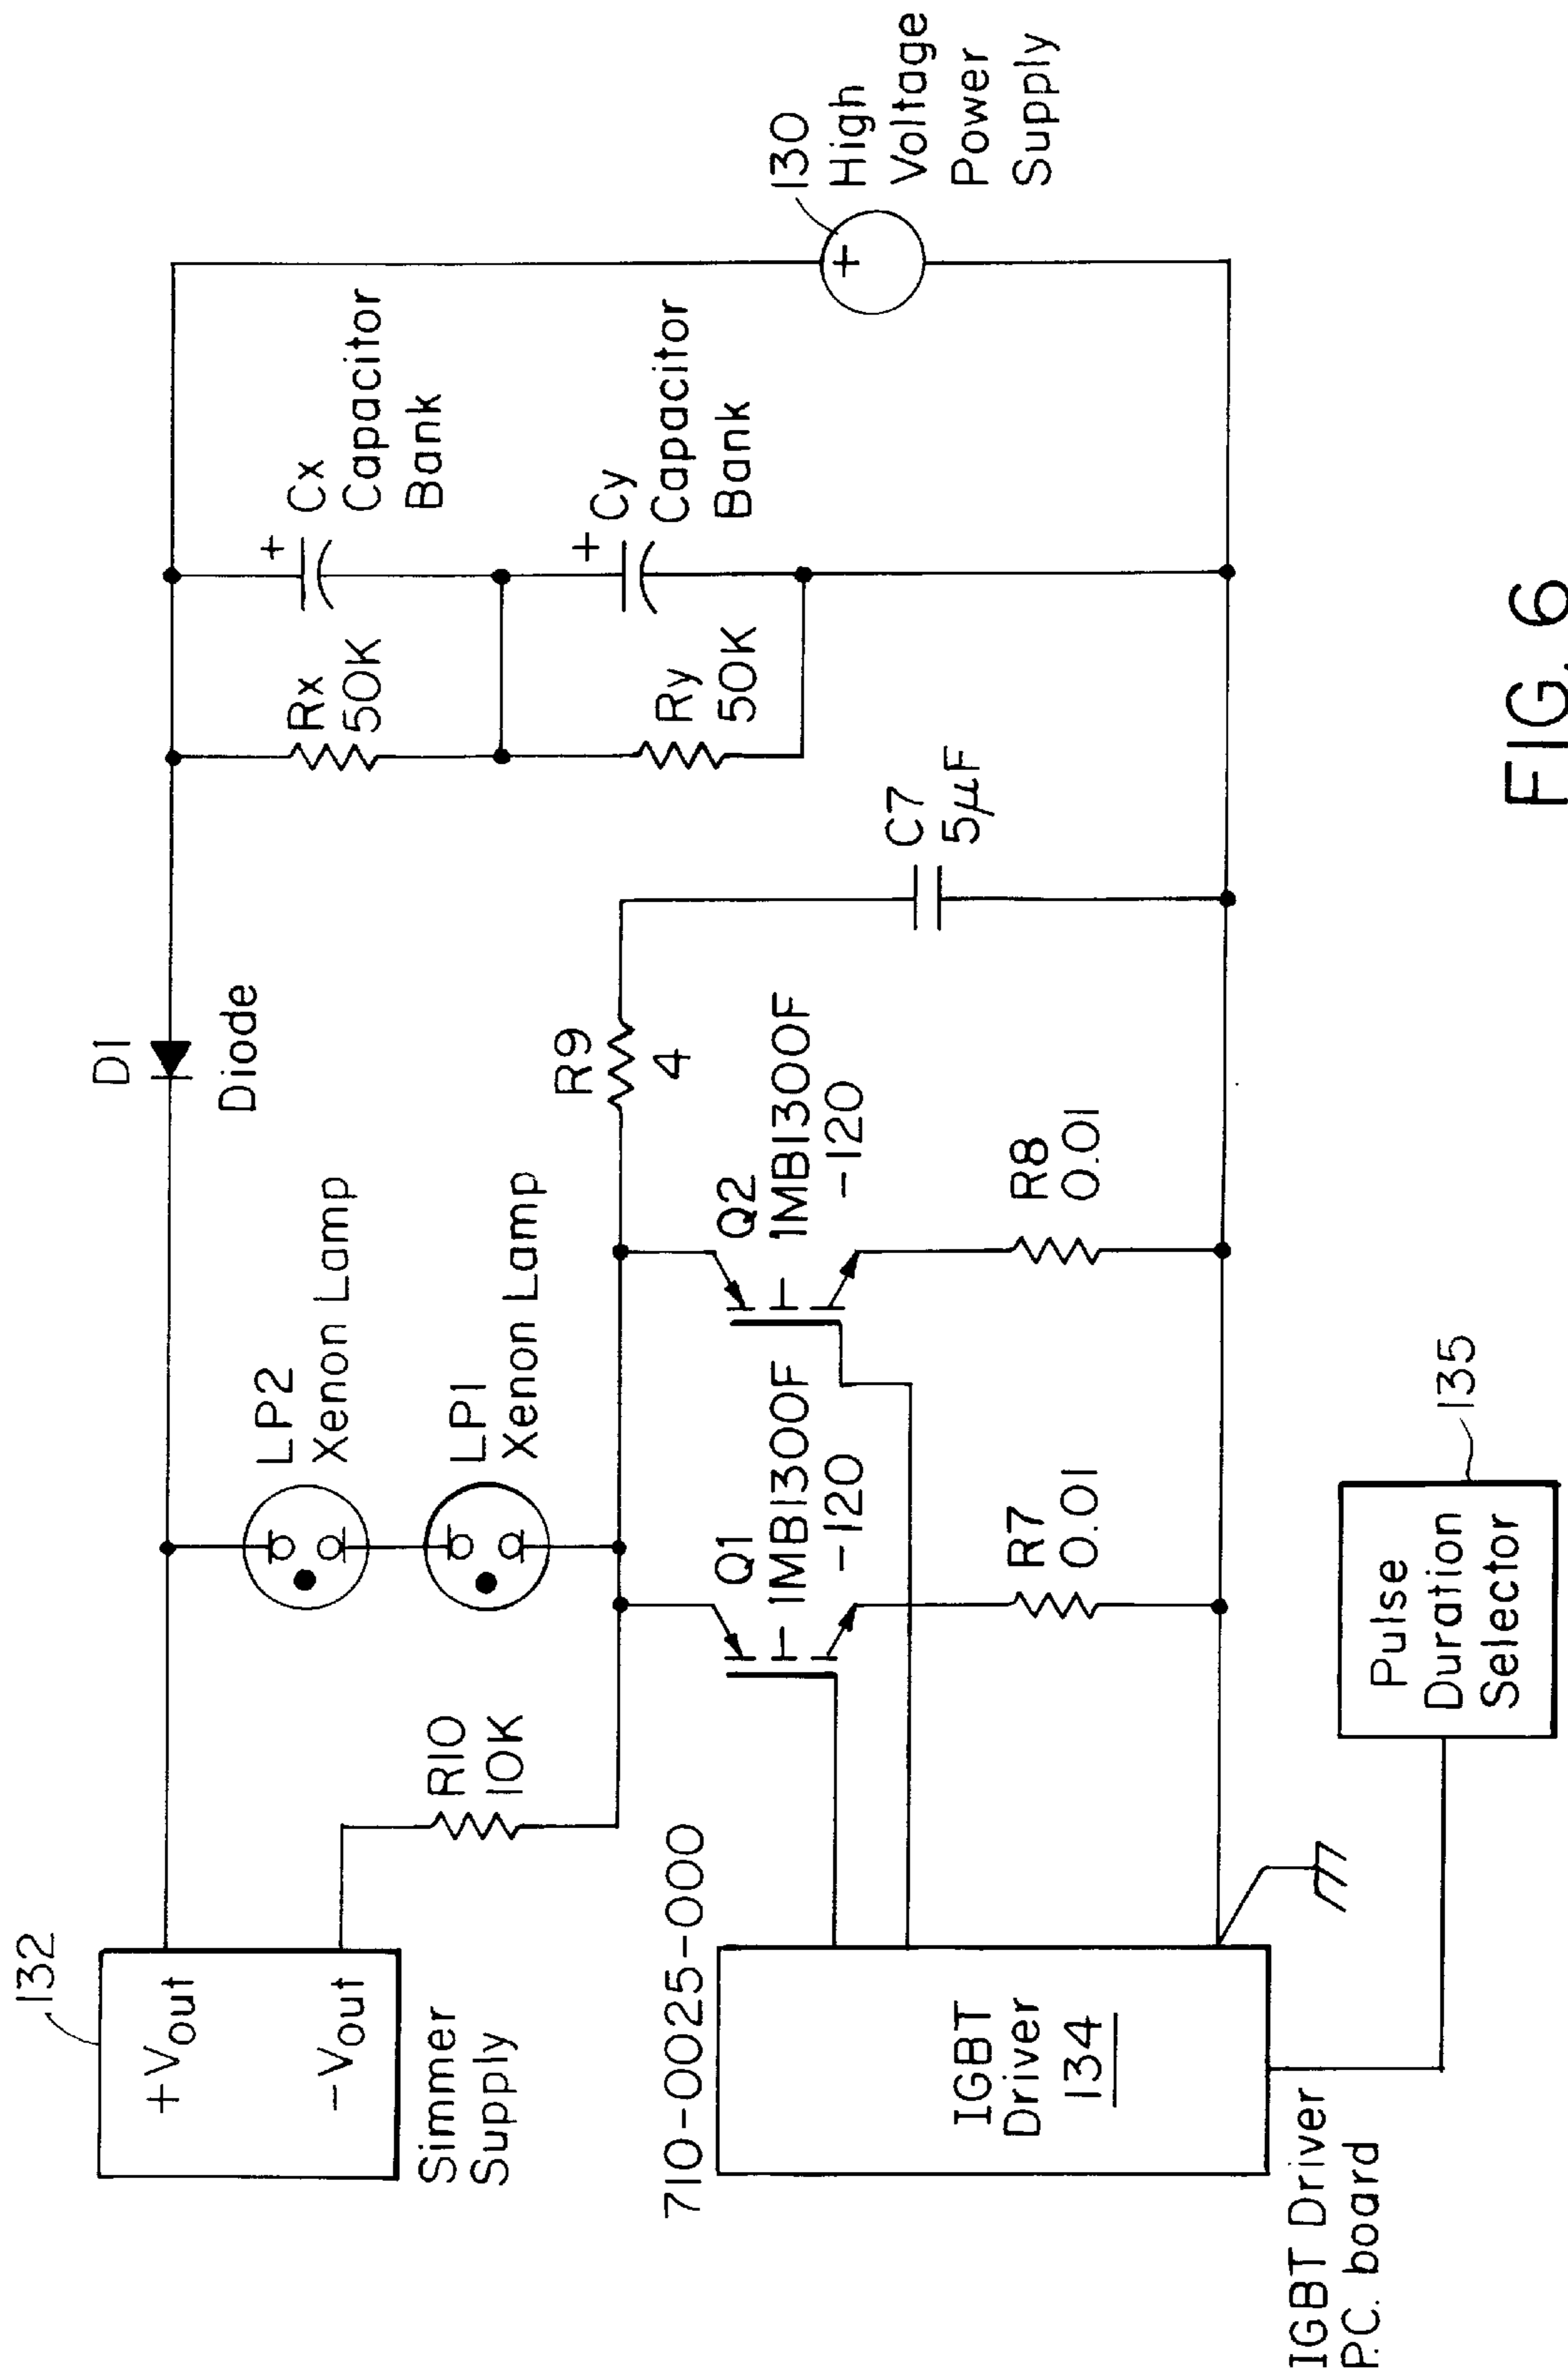 132
+Vout
-Vout
Simmer
Supply
R10
10K
LP2
Xenon Lamp
LP1
Xenon Lamp
D1
Diode
Rx
50K
Cx
Capacitor
Bank
Ry
50K
Cy
Capacitor
Bank
130
High
Voltage
Power
Supply
+
+
+
R9
4
C7
5μF
Q1
1MB1300F
-120
Q2
1MB1300F
-120
R7
0.01
R8
0.01
710-0025-000
IGBT
Driver
134
IGBT Driver
P.C. board
Pulse
Duration
Selector
135
FIG. 6